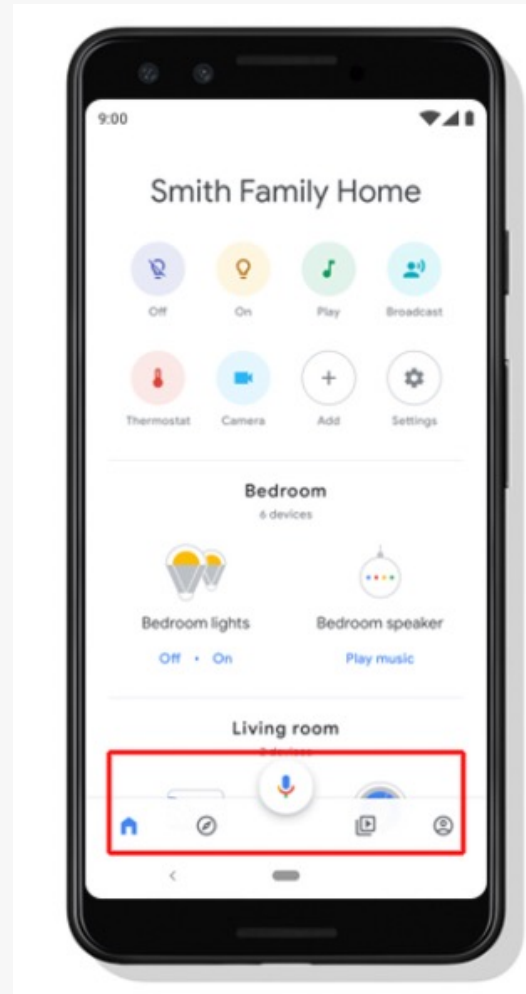 9:00
Smith Family Home
Off On Play Broadcast
Thermostat Camera Add Settings
Bedroom
6 devices
Bedroom lights Bedroom speaker
Off • On Play music
Living room
devices